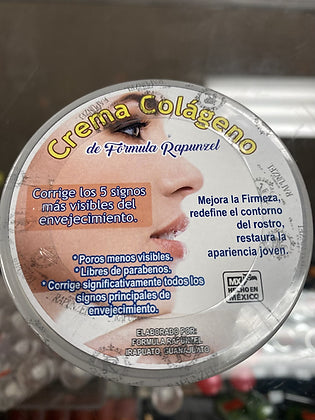 Crema Colágeno
de Fórmula Rapunzel
Corrige los 5 signos
más visibles del
envejecimiento.
Mejora la Firmeza,
redefine el contorno
del rostro,
restaura la
apariencia joven.
* Poros menos visibles.
* Libres de parabenos.
* Corrige significativamente todos los
signos principales de
envejecimiento.
HECHO EN
MÉXICO
ELABORADO POR:
FORMULA RAPUNZEL
IRAPUATO GUANAJUATO